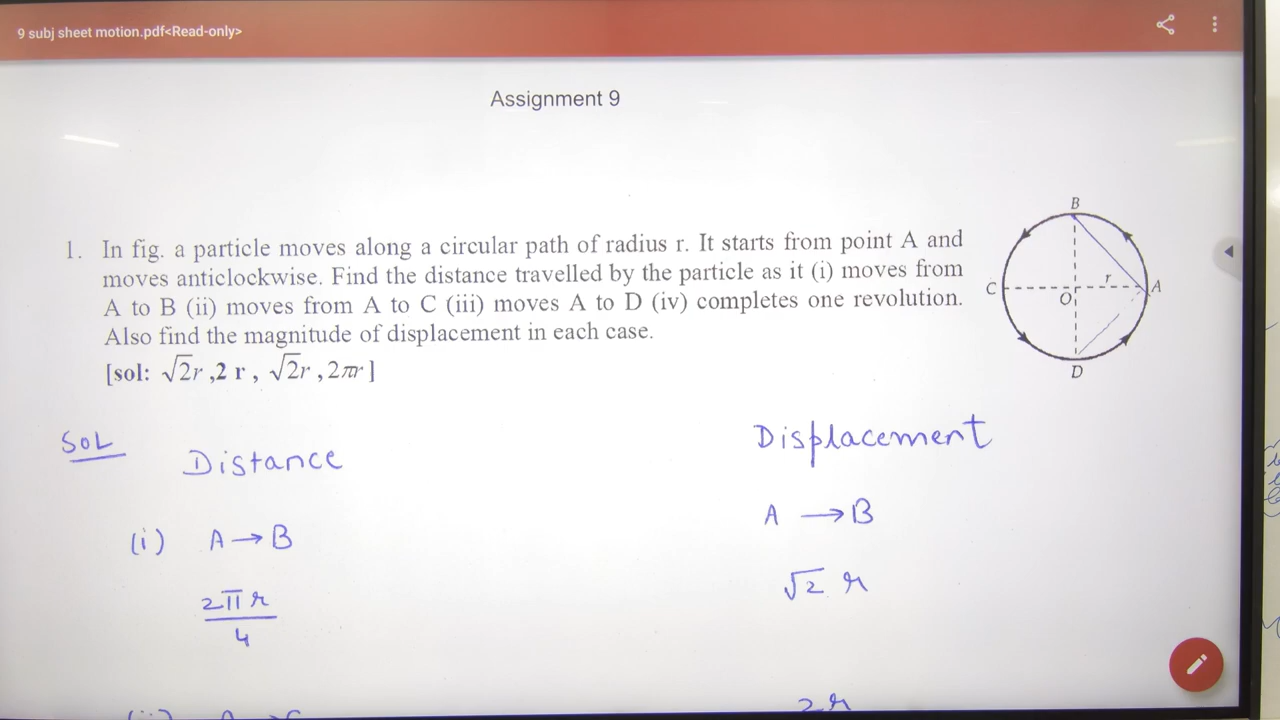 9 subj sheet motion.pdf<Read-only>
Assignment 9
1. In fig. a particle moves along a circular path of radius r. It starts from point A and
moves anticlockwise. Find the distance travelled by the particle as it (i) moves from
A to B (ii) moves from A to C (iii) moves A to D (iv) completes one revolution.
Also find the magnitude of displacement in each case.
[sol: √2r ,2 r , √2r ,2πr ]
B
C
O
r
A
D
SOL
Distance
Displacement
(i) A → B
A → B
2πr
4
√2 r
2r